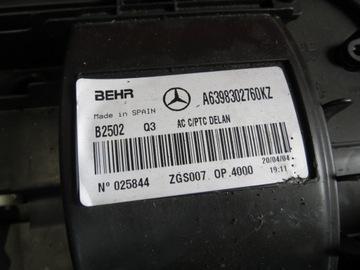 BEHR A6398302760KZ
Made in SPAIN
B2502 Q3 AC C/PTC DELAN
20/04/04
Nº 025844 ZGS007 OP.4000 19:11